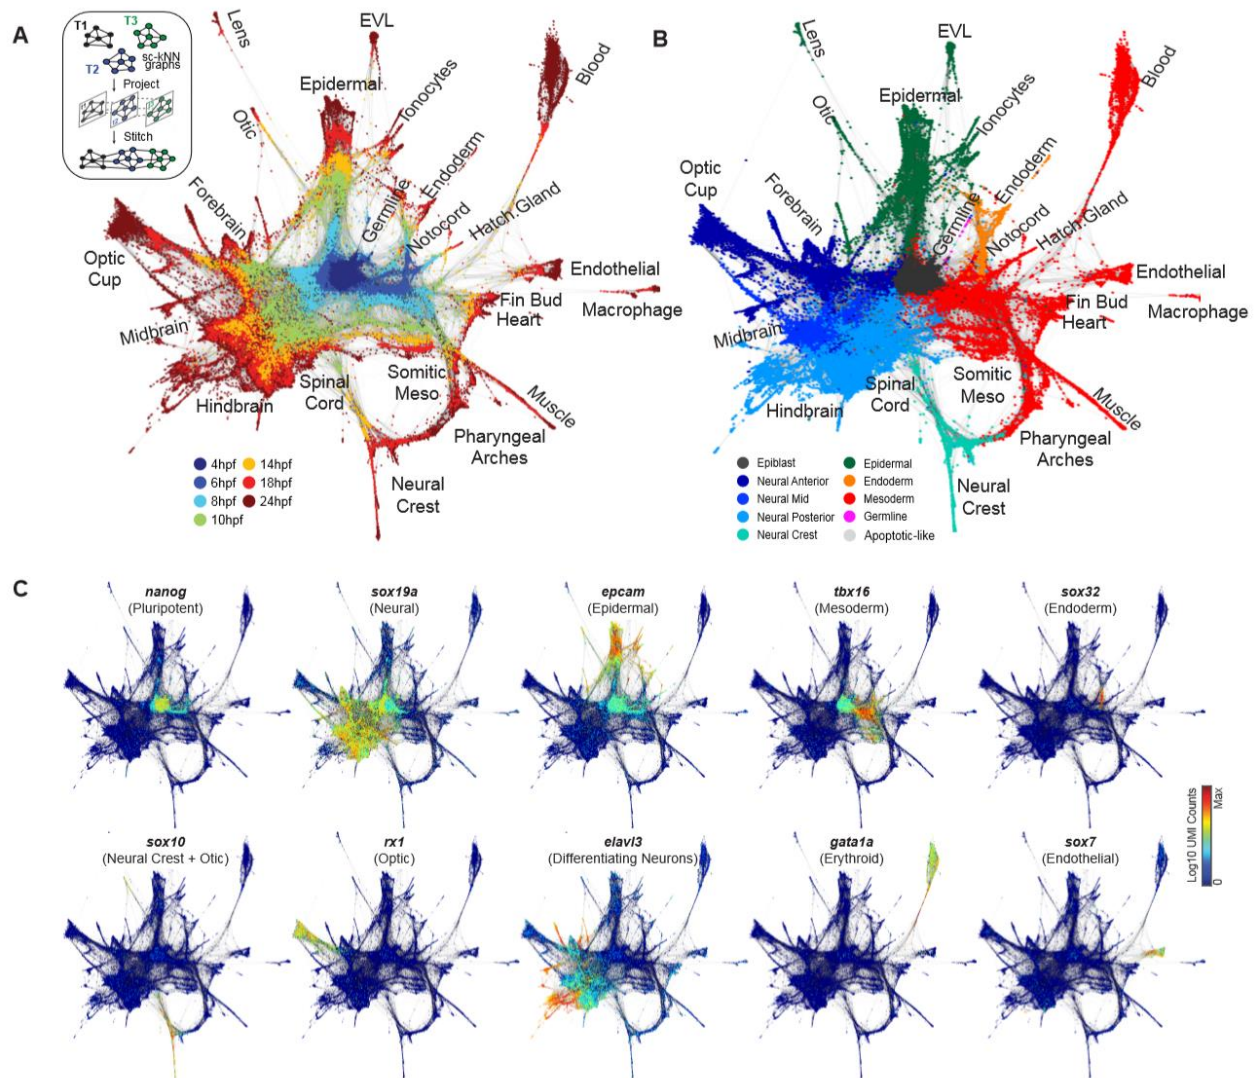 A
T1
T3
T2
sc-kNN
graphs
Project
Stitch
Lens
EVL
Epidermal
Ionocytes
Blood
Otic
Forebrain
Germline
Endoderm
Notocord
Hatch.Gland
Optic
Cup
Endothelial
Fin Bud
Heart
Macrophage
Midbrain
Spinal
Cord
Somitic
Meso
Muscle
Hindbrain
Pharyngeal
Arches
Neural
Crest
4hpf
6hpf
8hpf
10hpf
14hpf
18hpf
24hpf
B
Lens
EVL
Epidermal
Ionocytes
Blood
Otic
Optic
Cup
Forebrain
Germline
Endoderm
Notocord
Hatch.Gland
Endothelial
Fin Bud
Heart
Macrophage
Midbrain
Spinal
Cord
Somitic
Meso
Muscle
Hindbrain
Pharyngeal
Arches
Neural
Crest
Epiblast
Neural Anterior
Neural Mid
Neural Posterior
Neural Crest
Epidermal
Endoderm
Mesoderm
Germline
Apoptotic-like
C
nanog
(Pluripotent)
sox19a
(Neural)
epcam
(Epidermal)
tbx16
(Mesoderm)
sox32
(Endoderm)
sox10
(Neural Crest + Otic)
rx1
(Optic)
elavl3
(Differentiating Neurons)
gata1a
(Erythroid)
sox7
(Endothelial)
Log10 UMI Counts
Max
0